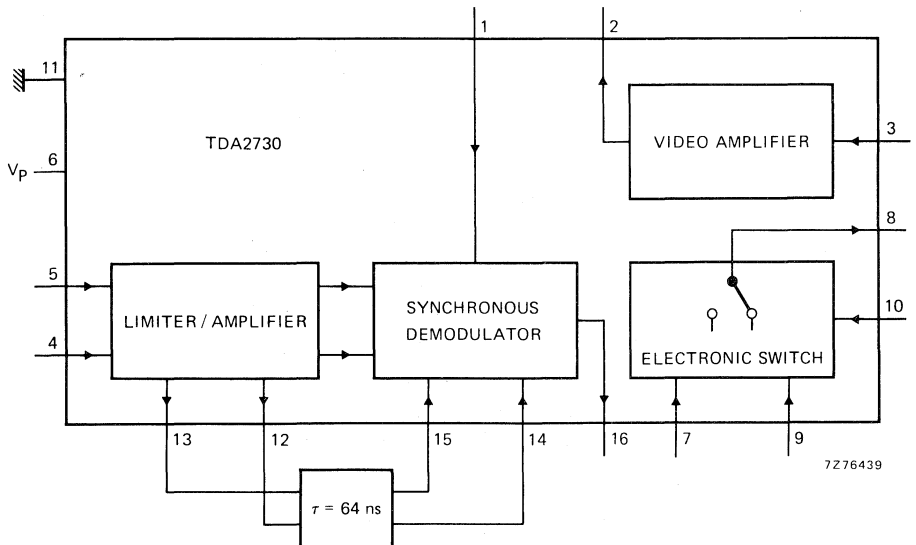 1
2
11
TDA2730
VIDEO AMPLIFIER
3
6
VP
8
5
LIMITER / AMPLIFIER
SYNCHRONOUS
DEMODULATOR
10
4
ELECTRONIC SWITCH
13
12
15
14
16
7
9
7Z76439
τ = 64 ns